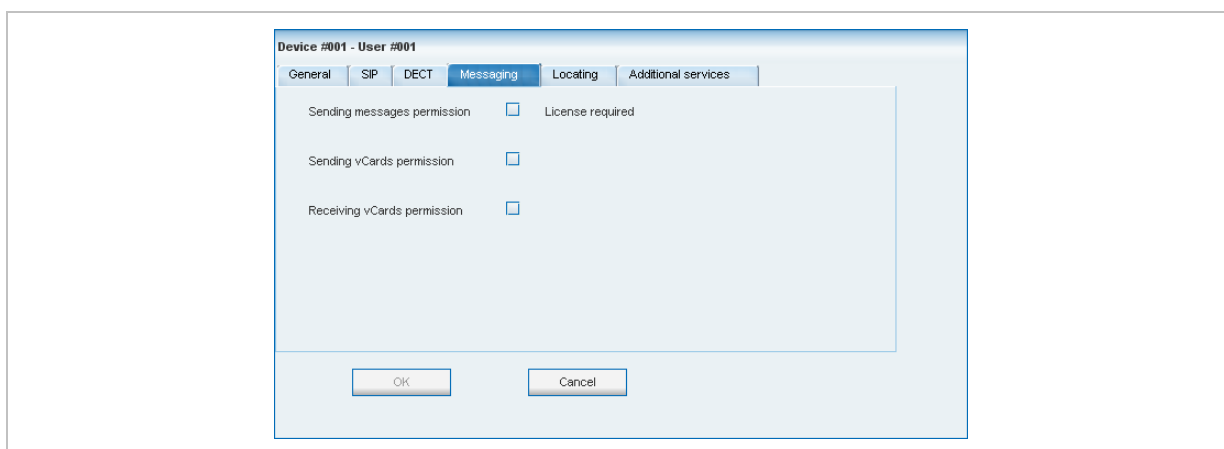 Device #001 - User #001
General SIP DECT Messaging Locating Additional services
Sending messages permission License required
Sending vCards permission
Receiving vCards permission
OK Cancel